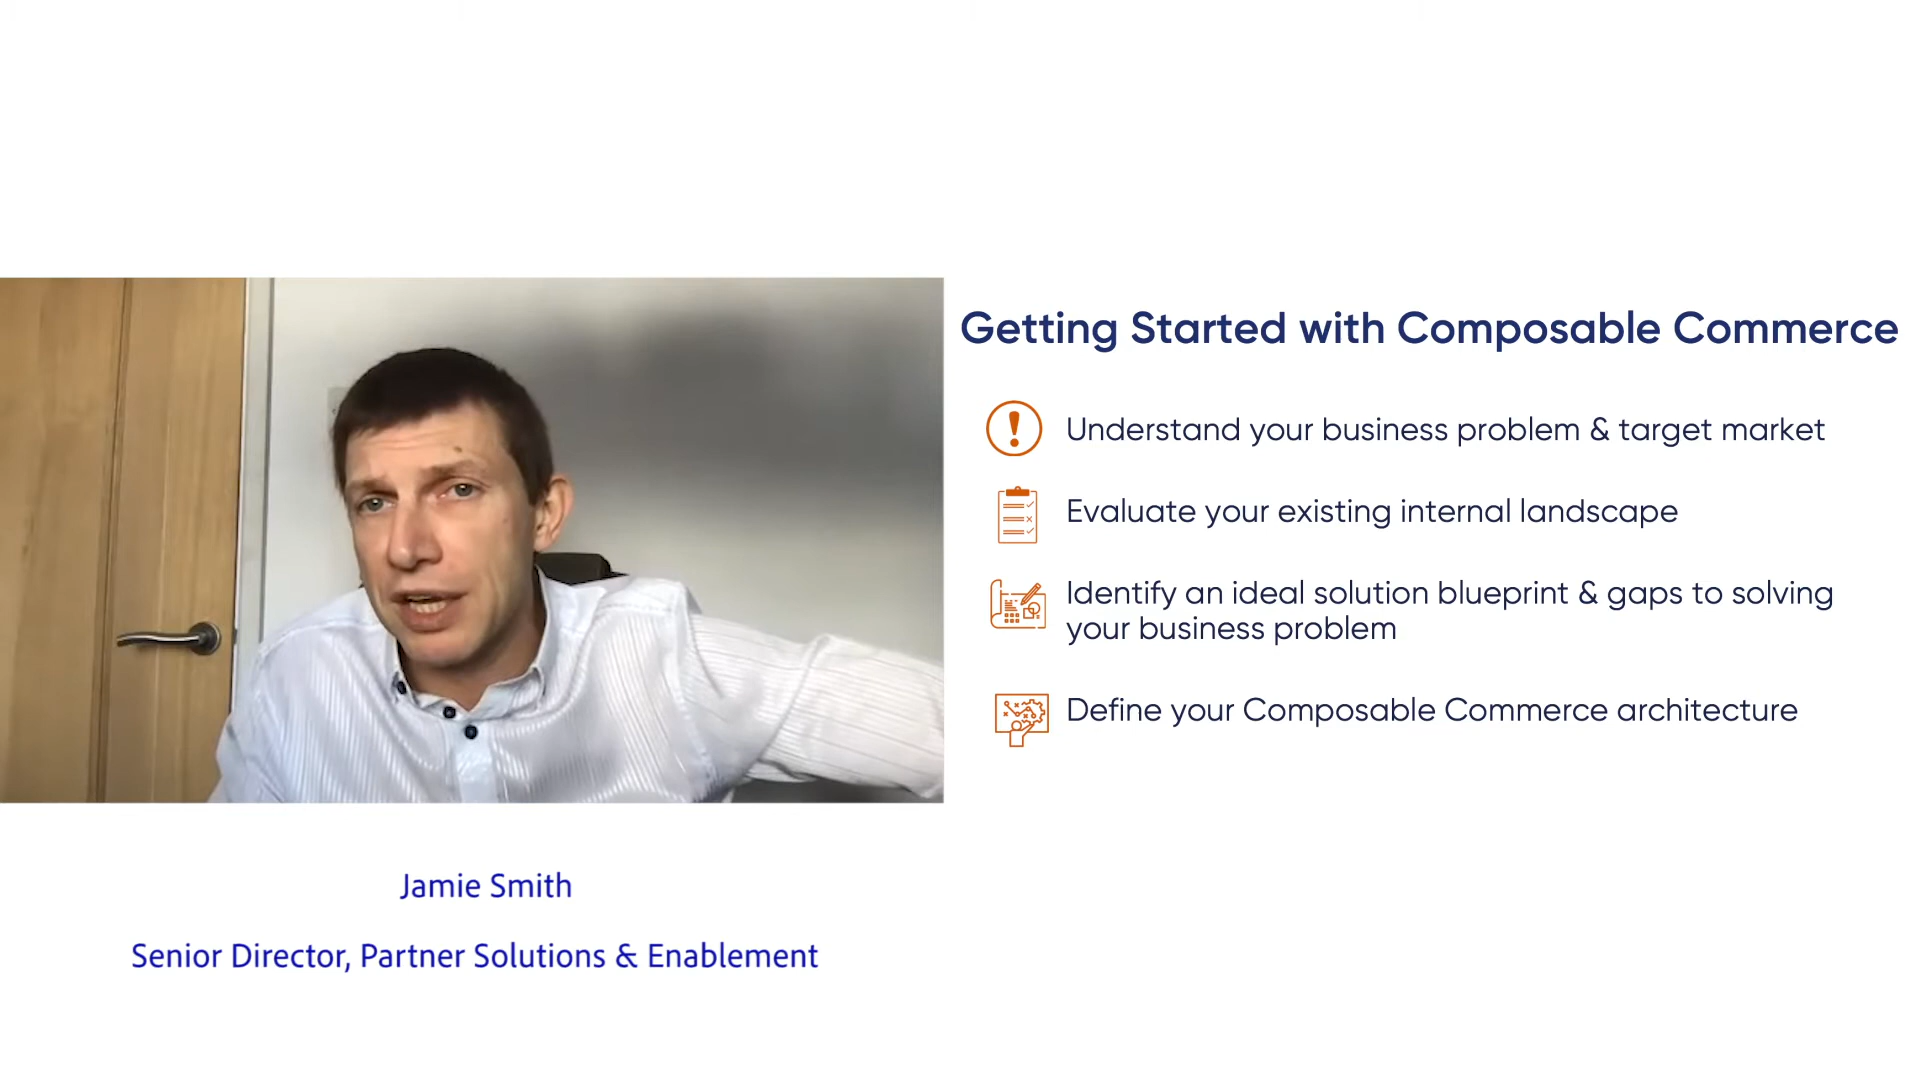 Getting Started with Composable Commerce
Understand your business problem & target market
Evaluate your existing internal landscape
Identify an ideal solution blueprint & gaps to solving
your business problem
Define your Composable Commerce architecture
Jamie Smith
Senior Director, Partner Solutions & Enablement